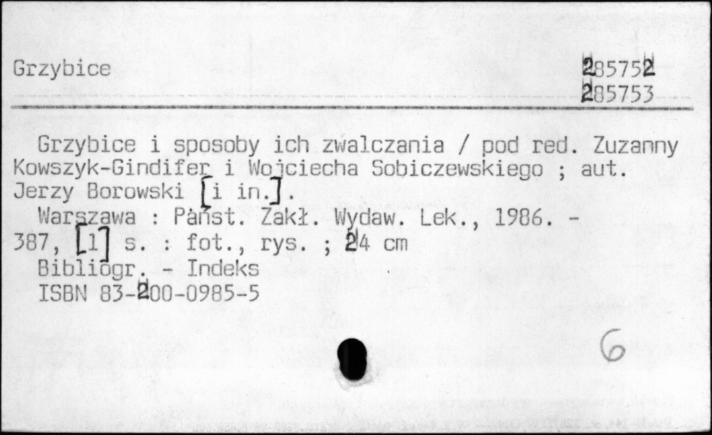 Grzybice 285752
285753
Grzybice i sposoby ich zwalczania / pod red. Zuzanny
Kowszyk-Gindifer i Wojciecha Sobiczewskiego ; aut.
Jerzy Borowski [i in.].
Warszawa : Państ. Zakł. Wydaw. Lek., 1986. -
387, [1] s. : fot., rys. ; 24 cm
Bibliogr. - Indeks
ISBN 83-200-0985-5
6